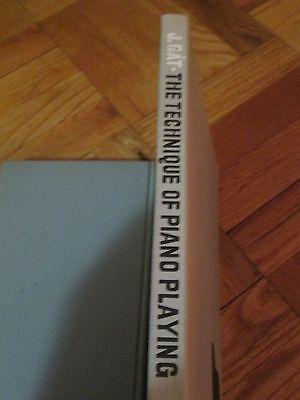 J. GÁT • THE TECHNIQUE OF PIANO PLAYING